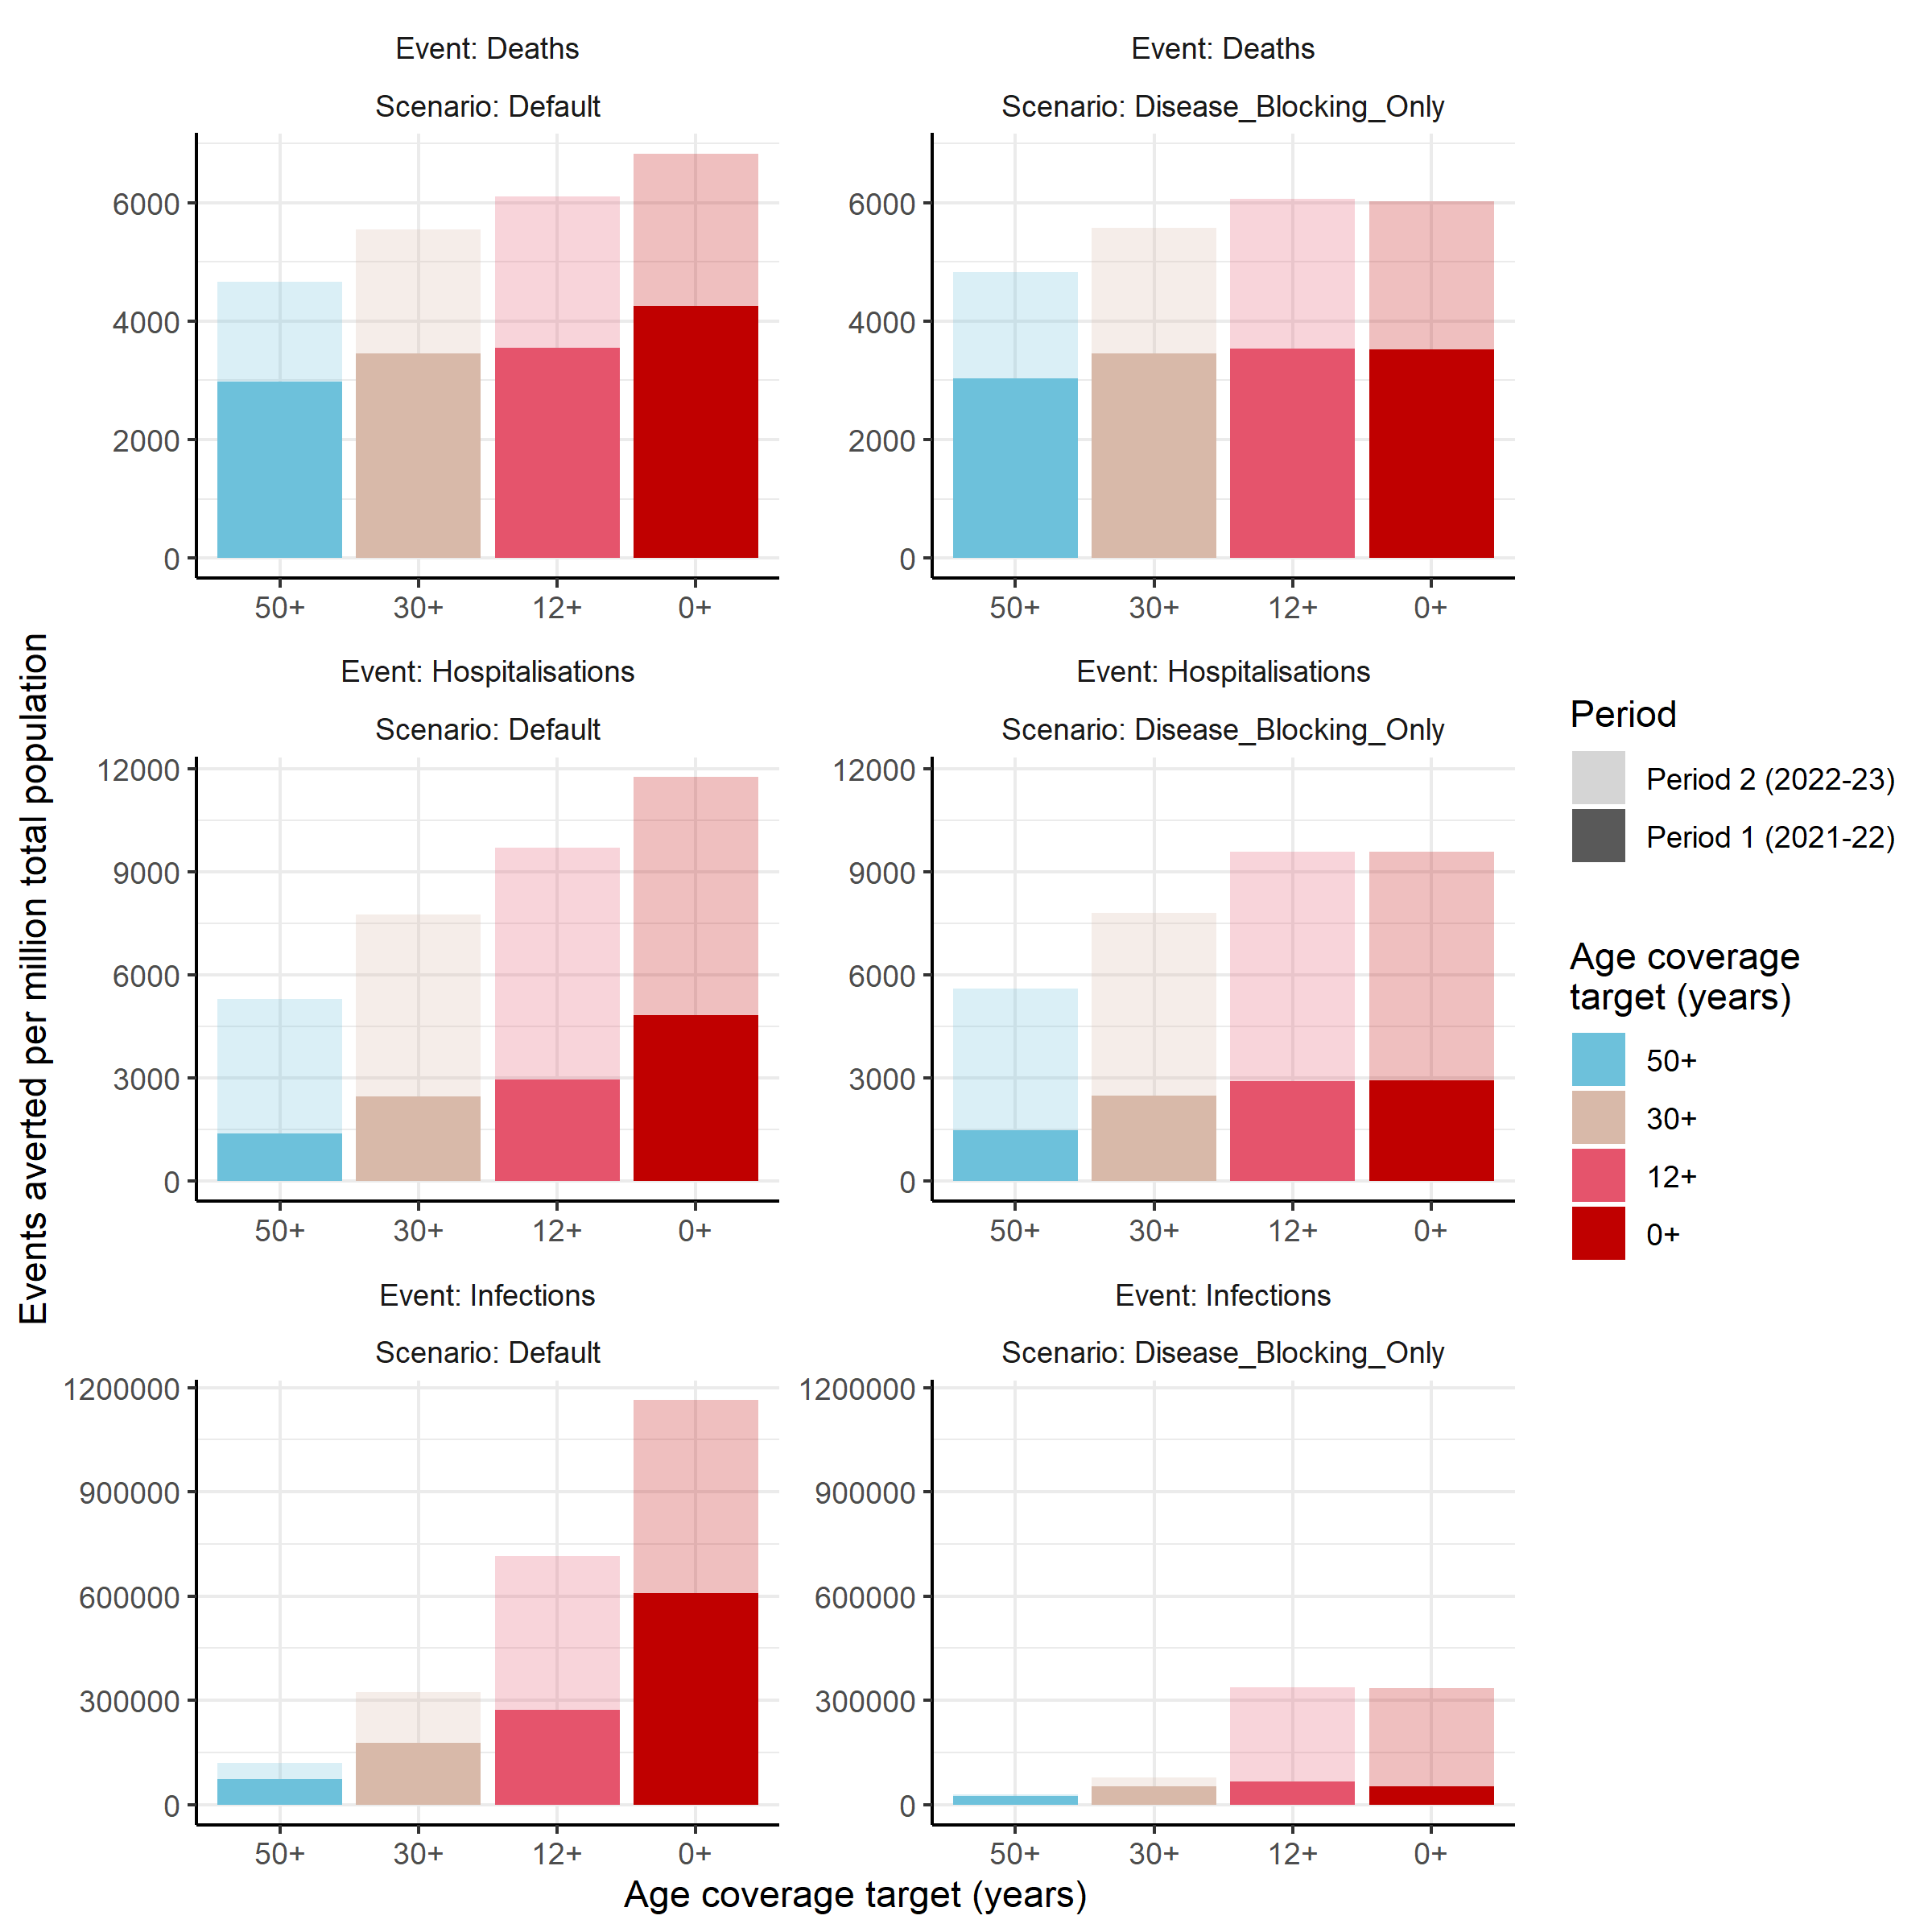 Event: Deaths
Scenario: Default
6000
4000
2000
0
50+ 30+ 12+ 0+
Event: Deaths
Scenario: Disease_Blocking_Only
6000
4000
2000
0
50+ 30+ 12+ 0+
Events averted per million total population
Event: Hospitalisations
Scenario: Default
12000
9000
6000
3000
0
50+ 30+ 12+ 0+
Event: Hospitalisations
Scenario: Disease_Blocking_Only
12000
9000
6000
3000
0
50+ 30+ 12+ 0+
Event: Infections
Scenario: Default
1200000
900000
600000
300000
0
50+ 30+ 12+ 0+
Event: Infections
Scenario: Disease_Blocking_Only
1200000
900000
600000
300000
0
50+ 30+ 12+ 0+
Age coverage target (years)
Period
Period 2 (2022-23)
Period 1 (2021-22)
Age coverage
target (years)
50+
30+
12+
0+